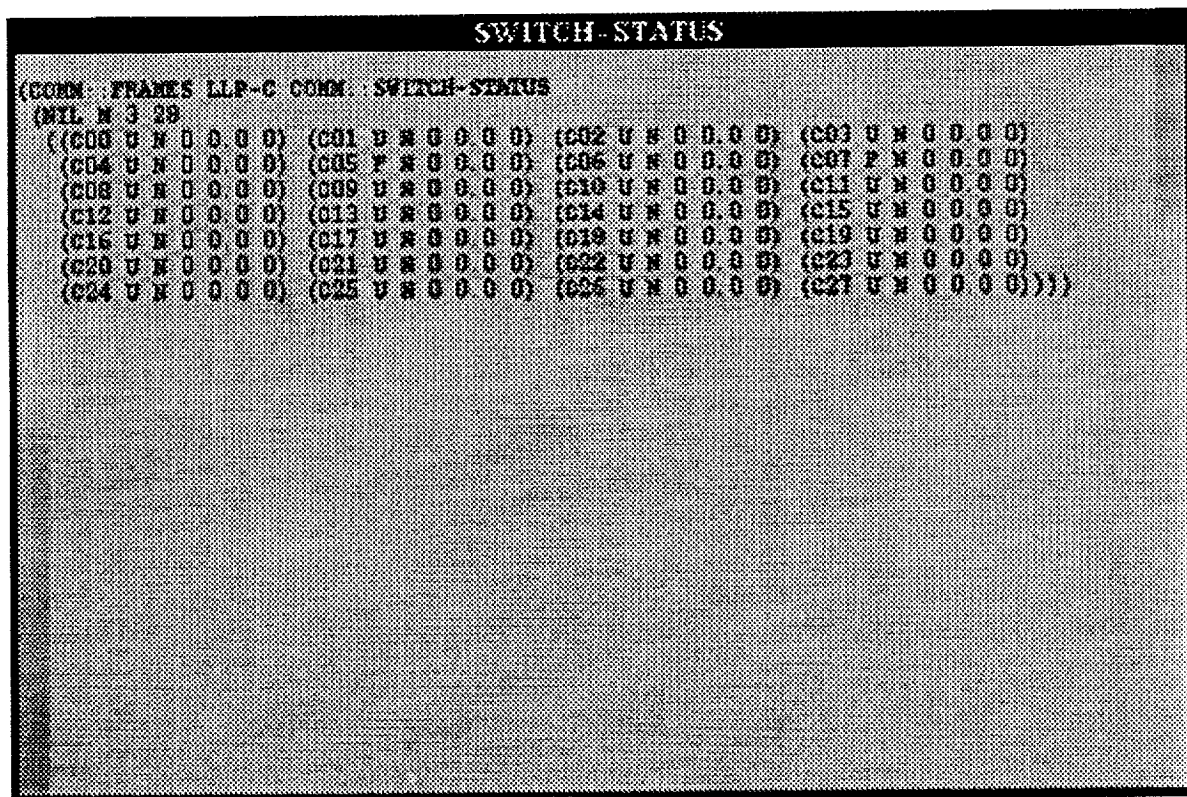 SWITCH-STATUS
(COMM::FRAMES LLP-C COMM::SWITCH-STATUS
(NIL N 3 28
((C00 U N 0 0.0 0) (C01 U N 0 0.0 0) (C02 U N 0 0.0 0) (C03 U N 0 0.0 0)
(C04 U N 0 0.0 0) (C05 F N 0 0.0 0) (C06 U N 0 0.0 0) (C07 F N 0 0.0 0)
(C08 U N 0 0.0 0) (C09 U N 0 0.0 0) (C10 U N 0 0.0 0) (C11 U N 0 0.0 0)
(C12 U N 0 0.0 0) (C13 U N 0 0.0 0) (C14 U N 0 0.0 0) (C15 U N 0 0.0 0)
(C16 U N 0 0.0 0) (C17 U N 0 0.0 0) (C18 U N 0 0.0 0) (C19 U N 0 0.0 0)
(C20 U N 0 0.0 0) (C21 U N 0 0.0 0) (C22 U N 0 0.0 0) (C23 U N 0 0.0 0)
(C24 U N 0 0.0 0) (C25 U N 0 0.0 0) (C26 U N 0 0.0 0) (C27 U N 0 0.0 0))))